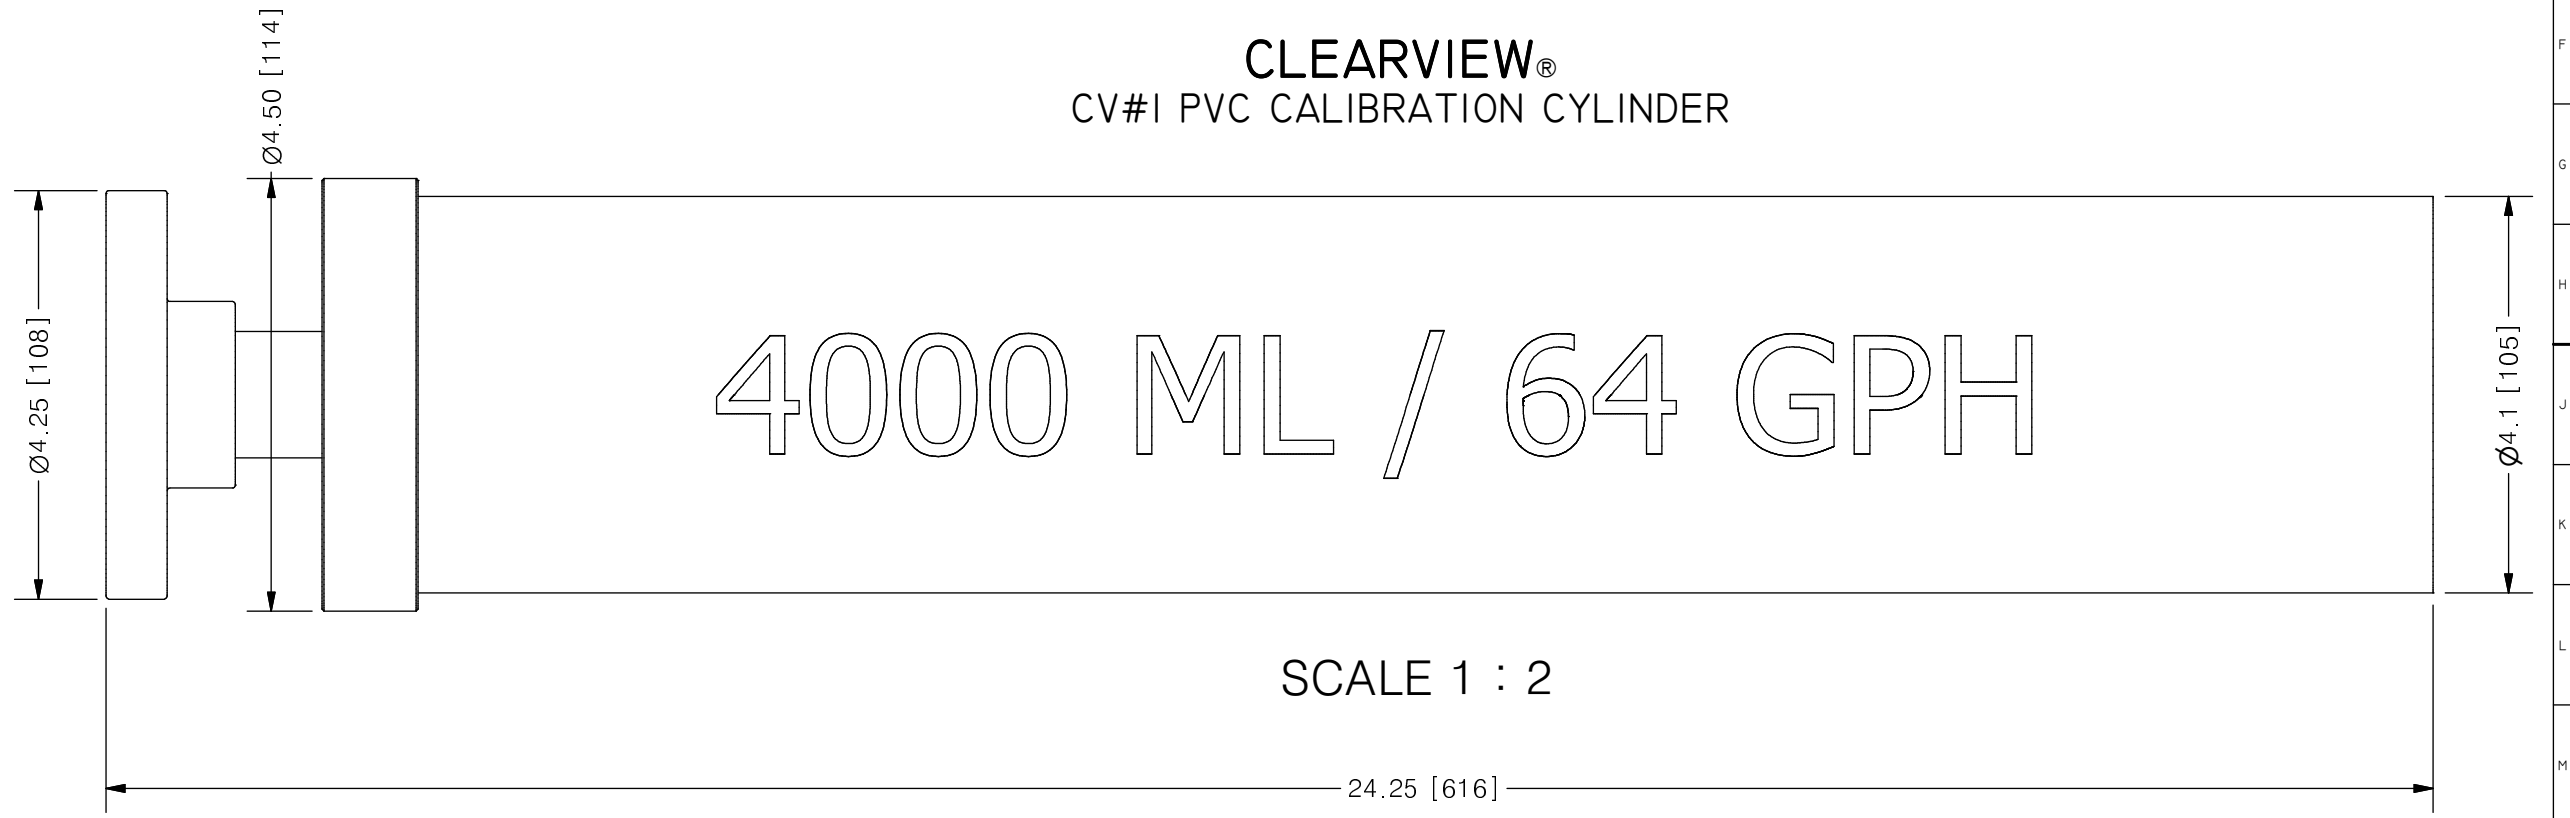 CLEARVIEW®
CV#1 PVC CALIBRATION CYLINDER
Ø4.50 [114]
Ø4.25 [108]
4000 ML / 64 GPH
Ø4.1 [105]
SCALE 1 : 2
24.25 [616]
F
G
H
J
K
L
M